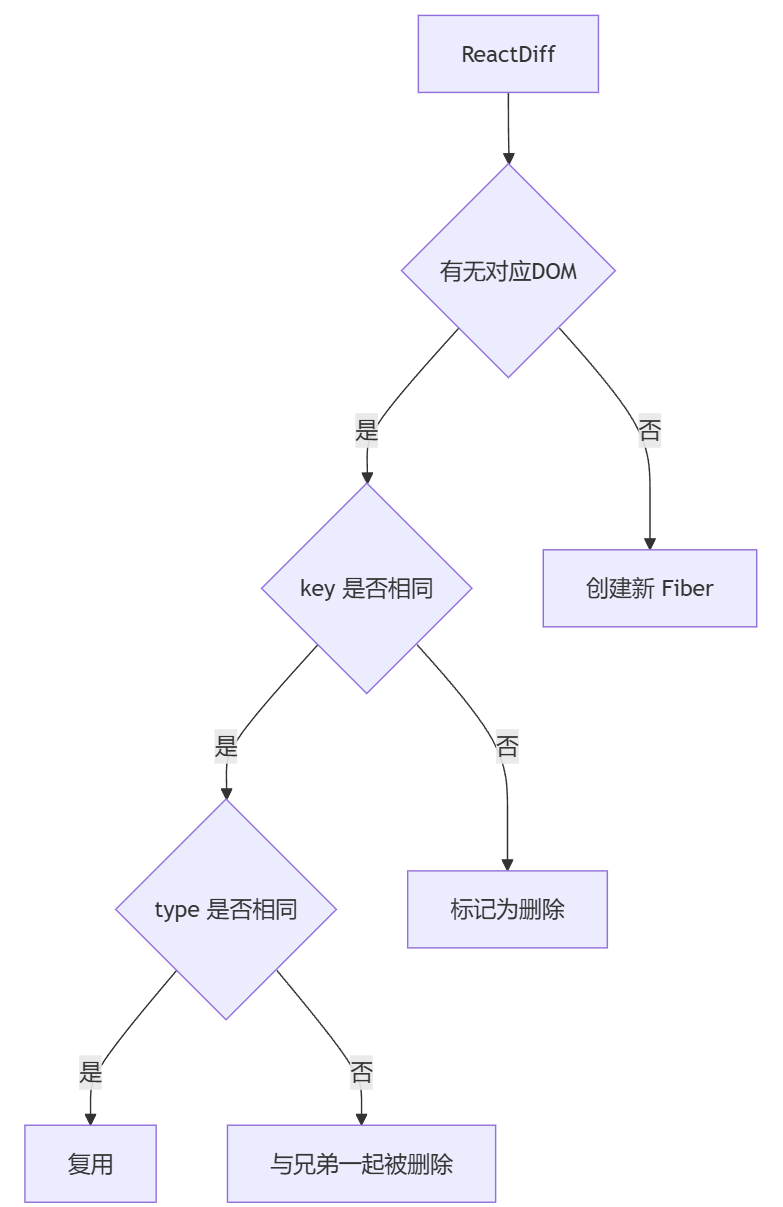 ReactDiff
有无对应DOM
是
否
key 是否相同
创建新 Fiber
是
否
type 是否相同
标记为删除
是
否
复用
与兄弟一起被删除